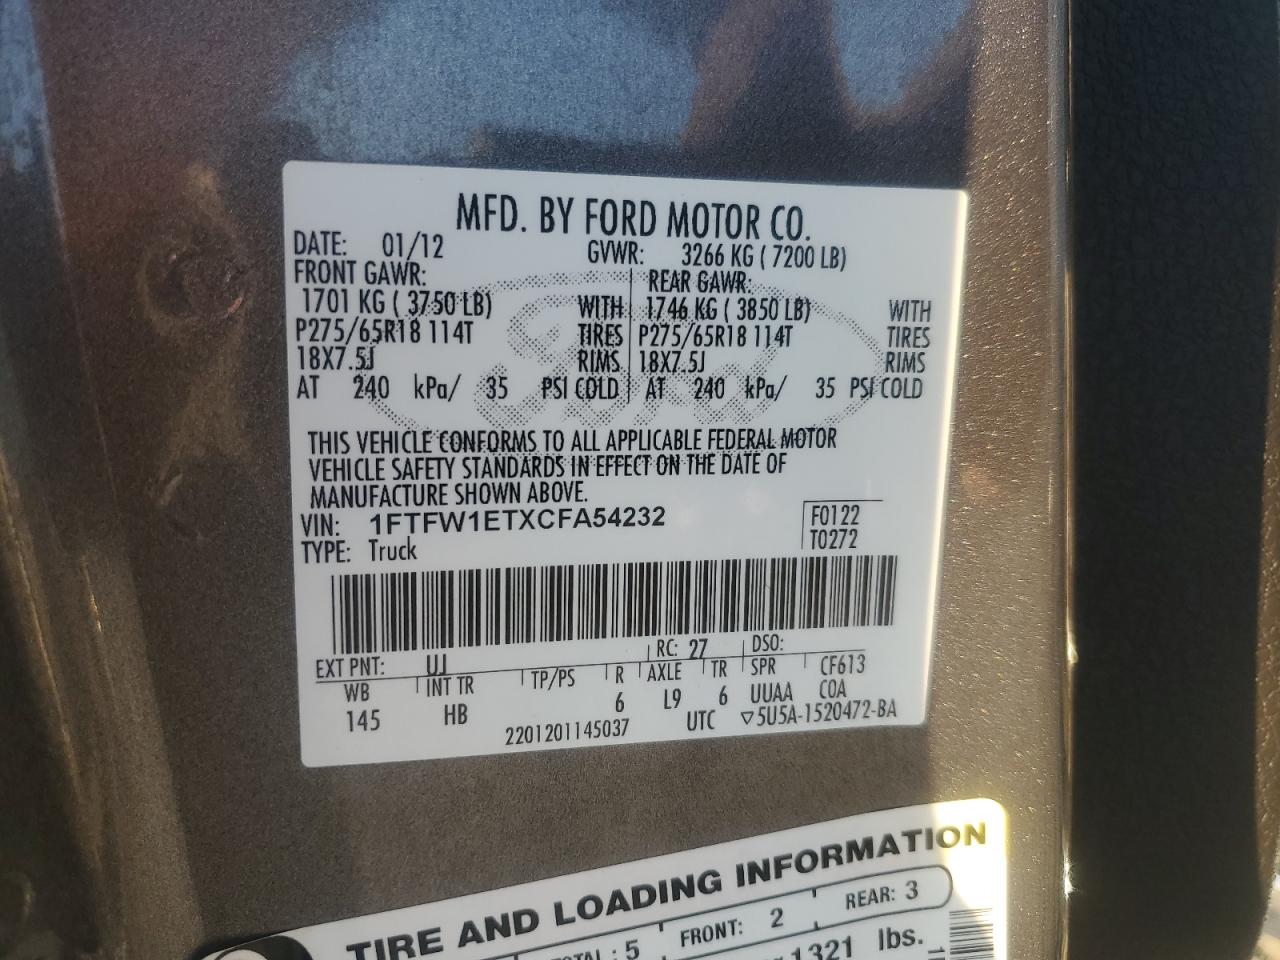 MFD. BY FORD MOTOR CO.
DATE: 01/12 GVWR: 3266 KG ( 7200 LB)
FRONT GAWR: REAR GAWR:
1701 KG ( 3750 LB) WITH 1746 KG ( 3850 LB) WITH
P275/65R18 114T TIRES P275/65R18 114T TIRES
18X7.5J RIMS 18X7.5J RIMS
AT 240 kPa/ 35 PSI COLD AT 240 kPa/ 35 PSI COLD
THIS VEHICLE CONFORMS TO ALL APPLICABLE FEDERAL MOTOR
VEHICLE SAFETY STANDARDS IN EFFECT ON THE DATE OF
MANUFACTURE SHOWN ABOVE.
VIN: 1FTFW1ETXCFA54232 F0122
TYPE: Truck T0272
EXT PNT: UJ RC: 27 DSO:
WB INT TR TP/PS R AXLE TR SPR CF613
145 HB 6 L9 6 UUAA COA
2201201145037 UTC ▽5U5A-1520472-BA
TIRE AND LOADING INFORMATION
TOTAL: 5 FRONT: 2 REAR: 3
1321 lbs.